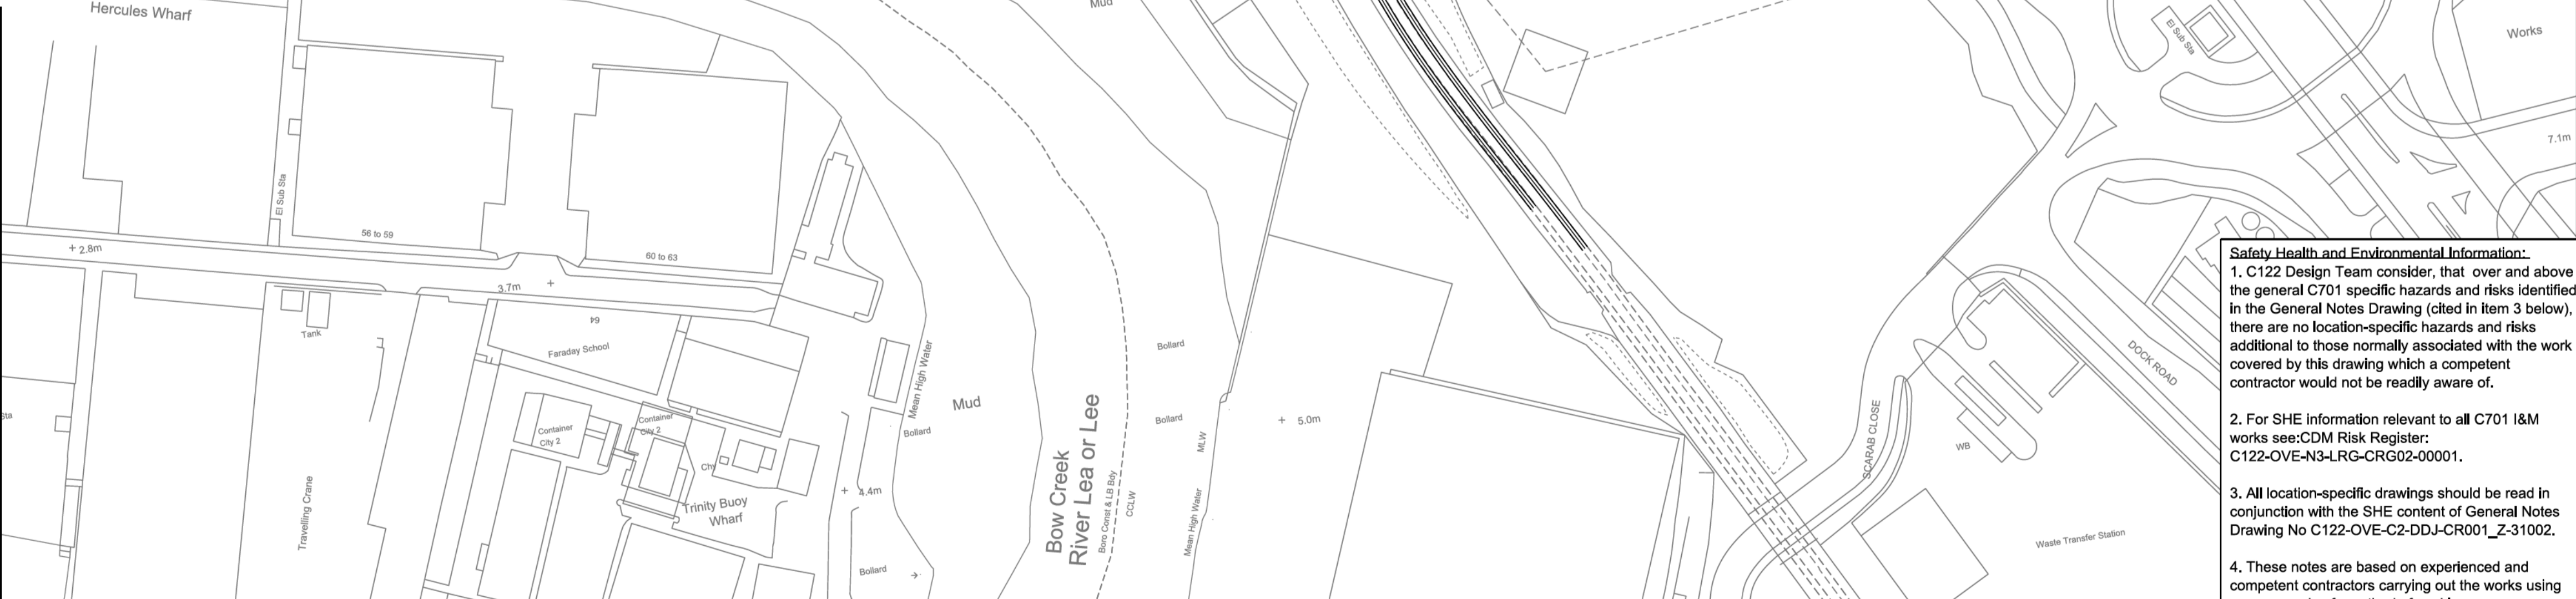 Hercules Wharf
Mud
El Sub Sta
Works
7.1m
El Sub Sta
56 to 59
60 to 63
+ 2.8m
3.7m +
Tank
64
Faraday School
Container
City 2
Container
City 2
Trinity Buoy
Wharf
Travelling Crane
Sta
Mean High Water
Bollard
Mud
+ 4.4m
Bollard
Bow Creek
River Lea or Lee
Boro Const & LB Bdy
CCLW
Bollard
Bollard
MLW
Mean High Water
+ 5.0m
SCARAB CLOSE
WB
DOCK ROAD
Waste Transfer Station
Safety Health and Environmental Information:
1. C122 Design Team consider, that over and above
the general C701 specific hazards and risks identified
in the General Notes Drawing (cited in item 3 below),
there are no location-specific hazards and risks
additional to those normally associated with the work
covered by this drawing which a competent
contractor would not be readily aware of.
2. For SHE information relevant to all C701 I&M
works see:CDM Risk Register:
C122-OVE-N3-LRG-CRG02-00001.
3. All location-specific drawings should be read in
conjunction with the SHE content of General Notes
Drawing No C122-OVE-C2-DDJ-CR001_Z-31002.
4. These notes are based on experienced and
competent contractors carrying out the works using